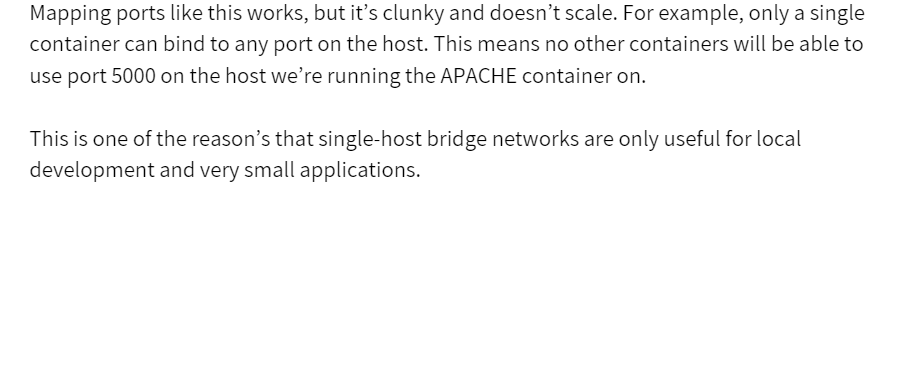 Mapping ports like this works, but it’s clunky and doesn’t scale. For example, only a single
container can bind to any port on the host. This means no other containers will be able to
use port 5000 on the host we’re running the APACHE container on.
This is one of the reason’s that single-host bridge networks are only useful for local
development and very small applications.